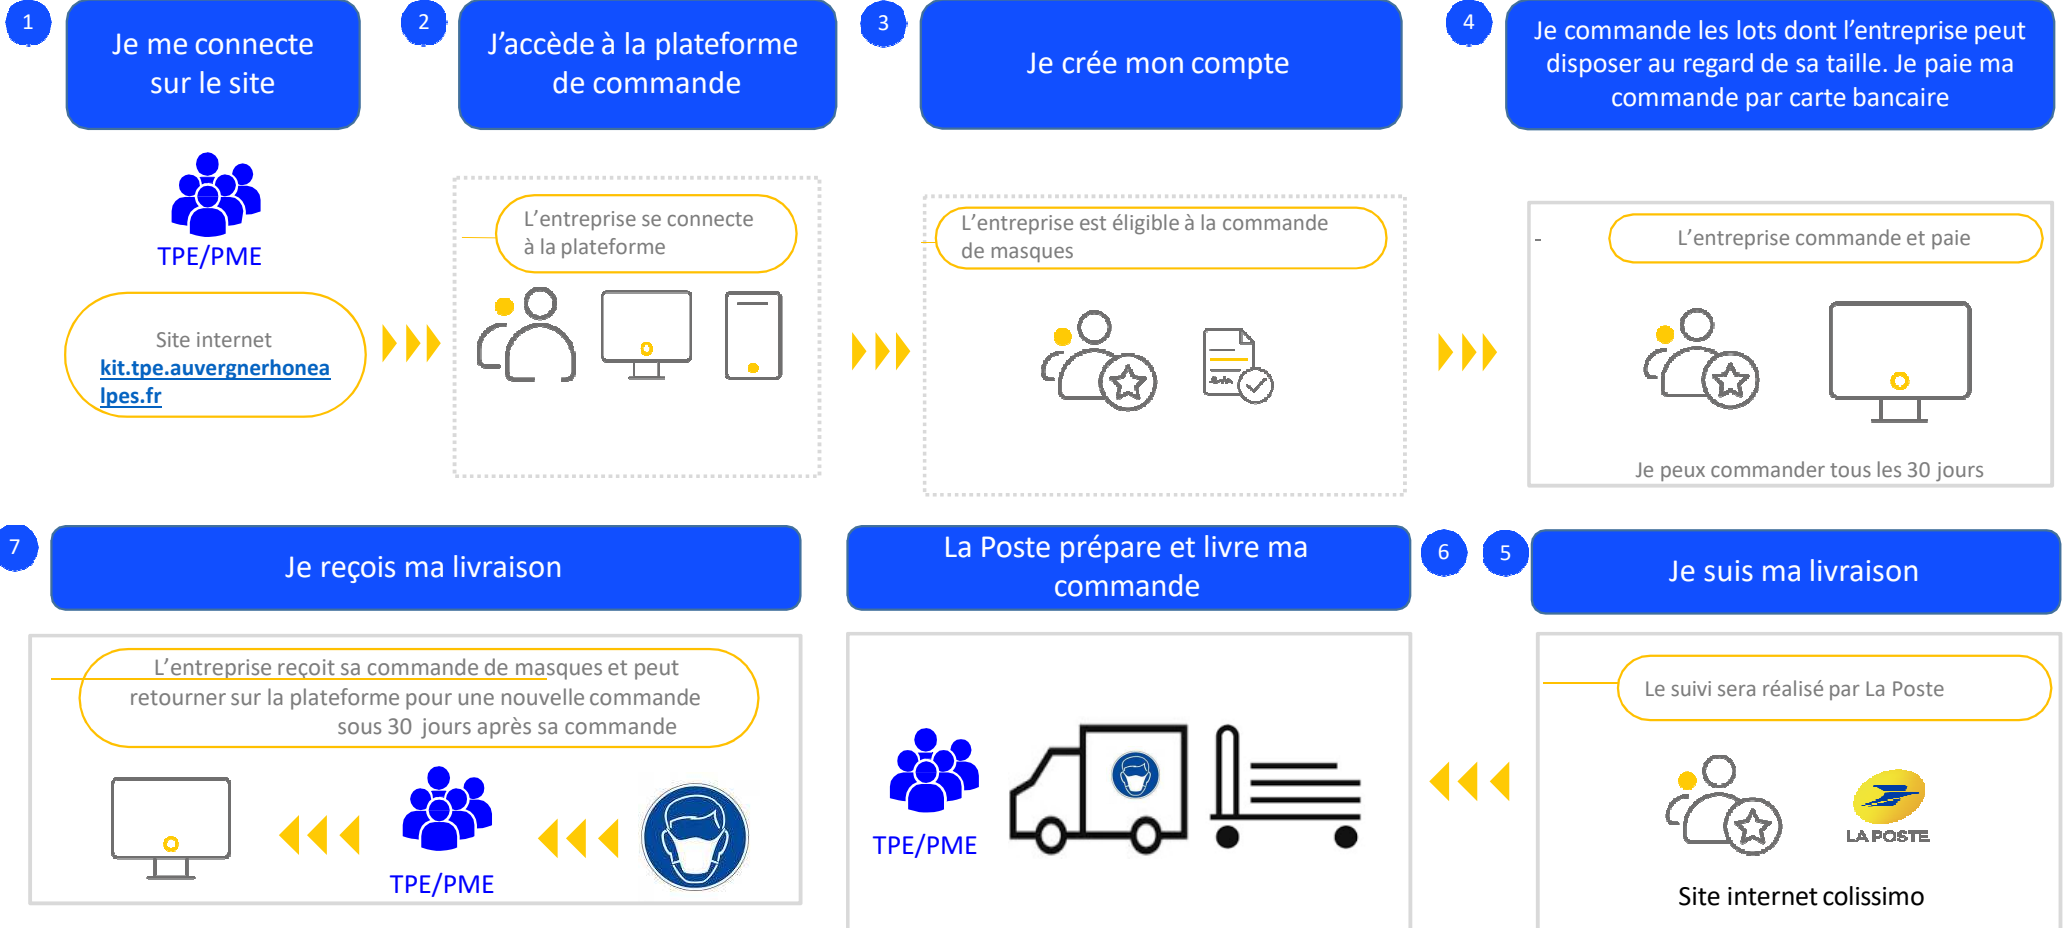 1
Je me connecte
sur le site
2
J'accède à la plateforme
de commande
3
Je crée mon compte
4
Je commande les lots dont l'entreprise peut
disposer au regard de sa taille. Je paie ma
commande par carte bancaire
TPE/PME
Site internet
kit.tpe.auvergnerhonea
lpes.fr
L'entreprise se connecte
à la plateforme
L'entreprise est éligible à la commande
de masques
-
L'entreprise commande et paie
Je peux commander tous les 30 jours
7
Je reçois ma livraison
La Poste prépare et livre ma
commande
6
5
Je suis ma livraison
L'entreprise reçoit sa commande de masques et peut
retourner sur la plateforme pour une nouvelle commande
sous 30 jours après sa commande
TPE/PME
TPE/PME
Le suivi sera réalisé par La Poste
LA POSTE
Site internet colissimo